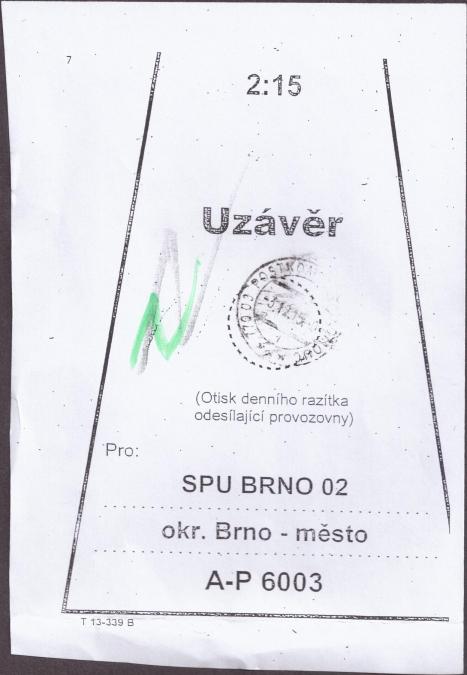 7
2:15
Uzávěr
(Otisk denního razítka
odesílající provozovny)
Pro:
SPU BRNO 02
okr. Brno - město
A-P 6003
T 13-339 B